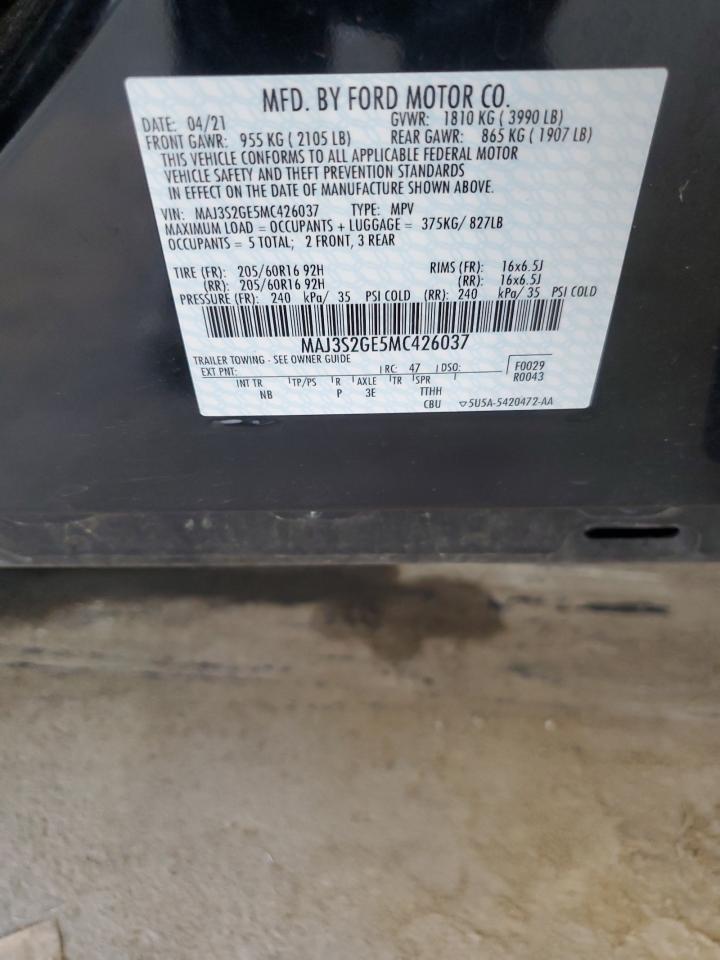 MFD. BY FORD MOTOR CO.
DATE: 04/21 GVWR: 1810 KG ( 3990 LB)
FRONT GAWR: 955 KG ( 2105 LB) REAR GAWR: 865 KG ( 1907 LB)
THIS VEHICLE CONFORMS TO ALL APPLICABLE FEDERAL MOTOR
VEHICLE SAFETY AND THEFT PREVENTION STANDARDS
IN EFFECT ON THE DATE OF MANUFACTURE SHOWN ABOVE.
VIN: MAJ3S2GE5MC426037 TYPE: MPV
MAXIMUM LOAD = OCCUPANTS + LUGGAGE = 375KG/ 827LB
OCCUPANTS = 5 TOTAL; 2 FRONT, 3 REAR
TIRE (FR): 205/60R16 92H RIMS (FR): 16x6.5J
(RR): 205/60R16 92H (RR): 16x6.5J
PRESSURE (FR): 240 kPa/ 35 PSI COLD (RR): 240 kPa/ 35 PSI COLD
MAJ3S2GE5MC426037
TRAILER TOWING - SEE OWNER GUIDE
EXT PNT: RC: 47 DSO: F0029
R0043
INT TR TP/PS R AXLE TR SPR
NB P 3E TTHH
CBU ▽5U5A-5420472-AA